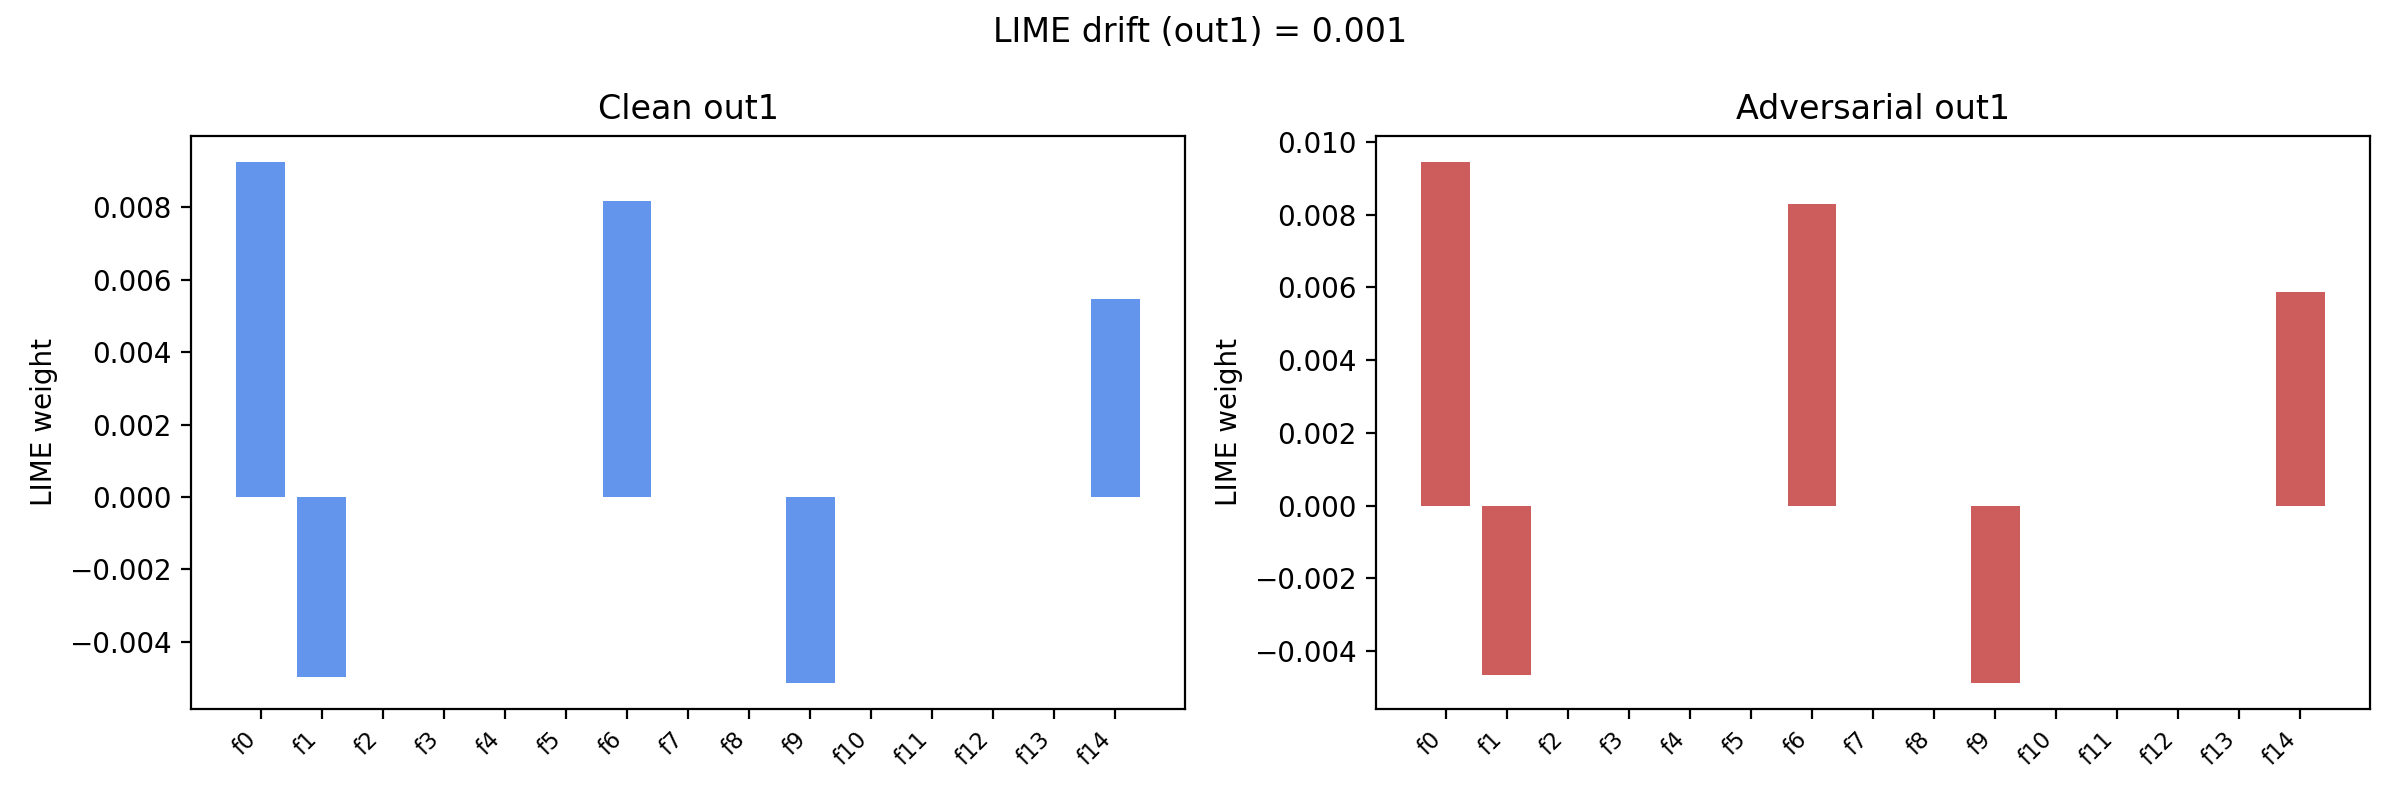 LIME drift (out1) = 0.001
Clean out1
LIME weight
0.008
0.006
0.004
0.002
0.000
−0.002
−0.004
f0 f1 f2 f3 f4 f5 f6 f7 f8 f9 f10 f11 f12 f13 f14
Adversarial out1
LIME weight
0.010
0.008
0.006
0.004
0.002
0.000
−0.002
−0.004
f0 f1 f2 f3 f4 f5 f6 f7 f8 f9 f10 f11 f12 f13 f14